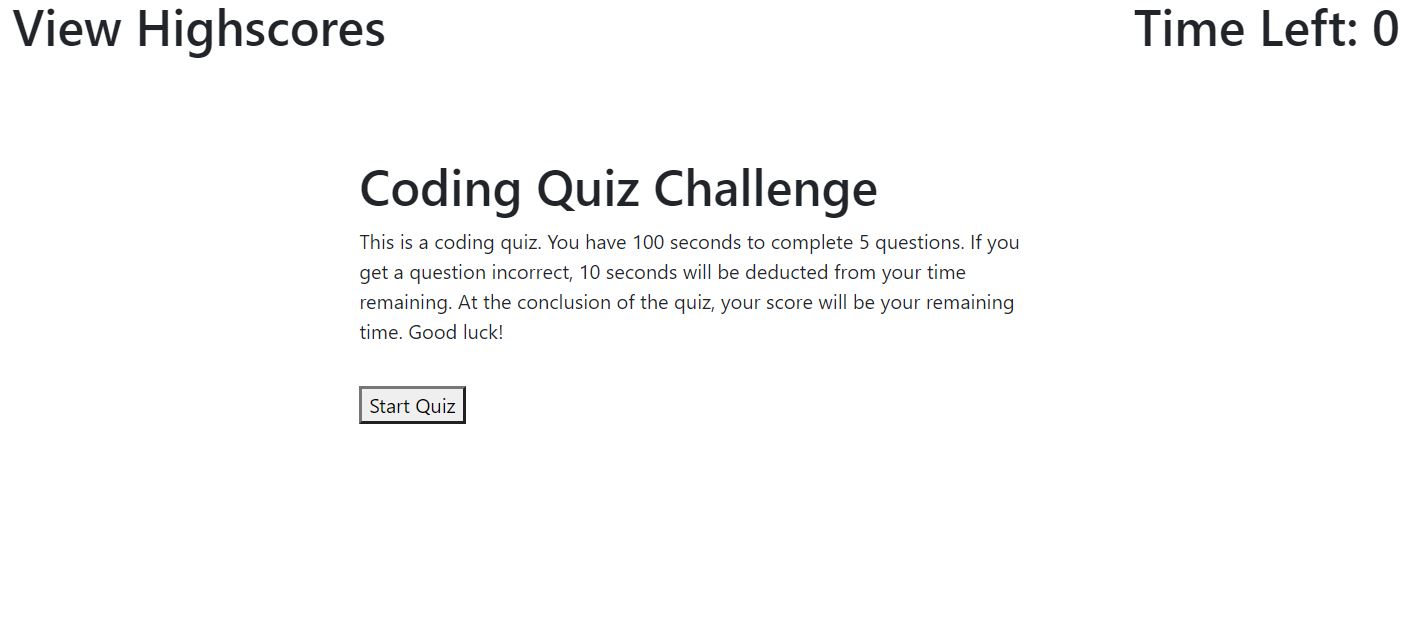 View Highscores
Time Left: 0
Coding Quiz Challenge
This is a coding quiz. You have 100 seconds to complete 5 questions. If you
get a question incorrect, 10 seconds will be deducted from your time
remaining. At the conclusion of the quiz, your score will be your remaining
time. Good luck!
Start Quiz